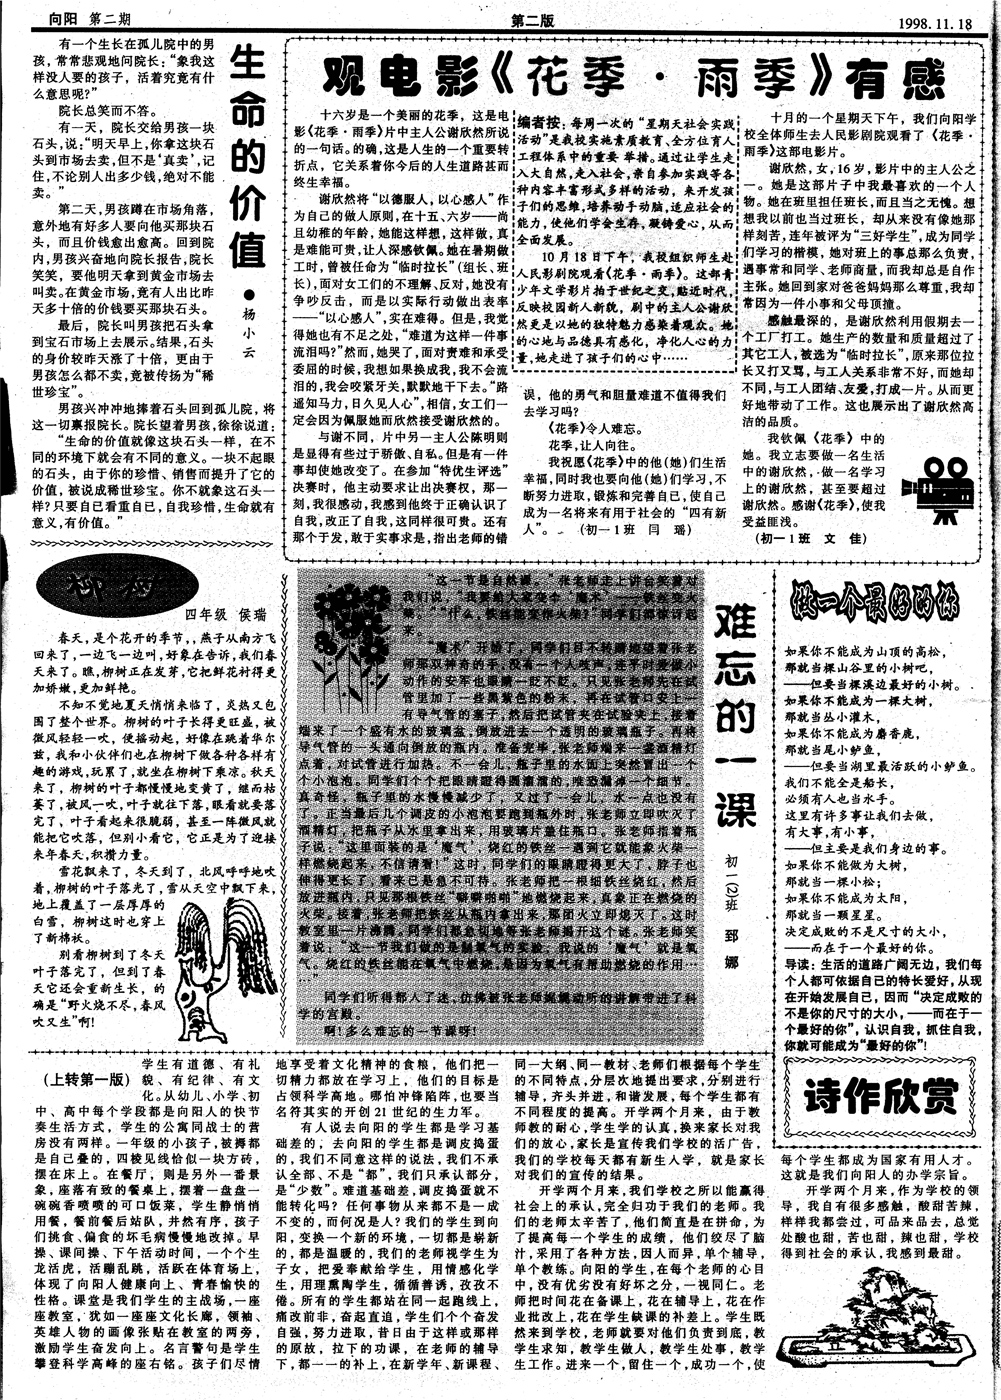 向阳 第二期
第二版
1998.11.18
生命的价值
●杨小云
有一个生长在孤儿院中的男
孩，常常悲观地问院长：“象我这
样没人要的孩子，活着究竟有什
么意思呢？”
院长总笑而不答。
有一天，院长交给男孩一块
石头，说：“明天早上，你拿这块石
头到市场去卖，但不是‘真卖’，记
住，不论别人出多少钱，绝对不能
卖。”
第二天，男孩蹲在市场角落，
意外地有好多人要向他买那块石
头，而且价钱愈出愈高。回到院
内，男孩兴奋地向院长报告，院长
笑笑，要他明天拿到黄金市场去
叫卖。在黄金市场，竟有人出比昨
天多十倍的价钱要买那块石头。
最后，院长叫男孩把石头拿
到宝石市场上去展示。结果，石头
的身价较昨天涨了十倍，更由于
男孩怎么都不卖，竟被传扬为“稀
世珍宝”。
男孩兴冲冲地捧着石头回到孤儿院，将
这一切禀报院长。院长望着男孩，徐徐说道：
“生命的价值就像这块石头一样，在不
同的环境下就会有不同的意义。一块不起眼
的石头，由于你的珍惜、销售而提升了它的
价值，被说成稀世珍宝。你不就象这石头一
样？只要自己看重自己，自我珍惜，生命就有
意义，有价值。”
观电影《花季·雨季》有感
十六岁是一个美丽的花季，这是电
影《花季·雨季》片中主人公谢欣然所说
的一句话。的确，这是人生的一个重要转
折点，它关系着你今后的人生道路甚而
终生幸福。
谢欣然将“以德服人，以心感人”作
为自己的做人原则，在十五、六岁——尚
且幼稚的年龄，她能这样想，这样做，真
是难能可贵，让人深感钦佩。她在暑期做
工时，曾被任命为“临时拉长”（组长、班
长），面对女工们的不理解、反对，她没有
争吵反击，而是以实际行动做出表率
——“以心感人”，实在难得。但是，我觉
得她也有不足之处，“难道为这样一件事
流泪吗？”然而，她哭了，面对责难和承受
委屈的时候，我想如果换成我，我不会流
泪的，我会咬紧牙关，默默地干下去。“路
遥知马力，日久见人心”，相信，女工们一
定会因为佩服她而欣然接受谢欣然的。
与谢不同，片中另一主人公陈明则
是显得有些过于骄傲、自私。但是有一件
事却使她改变了。在参加“特优生评选”
决赛时，他主动要求让出决赛权，那一
刻，我很感动，我感到他终于正确认识了
自我，改正了自我，这同样很可贵。还有
那个于发，敢于实事求是，指出老师的错
编者按：每周一次的“星期天社会实践
活动”是我校实施素质教育、全方位育人
工程体系中的重要举措。通过让学生走
入大自然，走入社会，亲自参加实践等各
种内容丰富形式多样的活动，来开发孩
子们的思维，培养动手动脑，适应社会的
能力，使他们学会生存，凝铸爱心，从而
全面发展。
10月18日下午，我校组织师生赴
人民影剧院观看《花季·雨季》。这部青
少年文学影片拍于世纪之交，贴近时代，
反映校园新人新貌，剧中的主人公谢欣
然更是以她的独特魅力感染着观众。她
的心地与品德具有感化，净化人心的力
量，她走进了孩子们的心中……
误，他的勇气和胆量难道不值得我们
去学习吗？
《花季》令人难忘。
花季，让人向往。
我祝愿《花季》中的他（她）们生活
幸福，同时我也要向他（她）们学习，不
断努力进取，锻炼和完善自己，使自己
成为一名将来有用于社会的“四有新
人”。（初一1班 闫瑶）
十月的一个星期天下午，我们向阳学
校全体师生去人民影剧院观看了《花季·
雨季》这部电影片。
谢欣然，女，16岁，影片中的主人公之
一。她是这部片子中我最喜欢的一个人
物。她在班里担任班长，而且当之无愧。想
想我以前也当过班长，却从来没有像她那
样刻苦，连年被评为“三好学生”，成为同学
们学习的楷模，她对班上的事总那么负责，
遇事常和同学、老师商量，而我却总是自作
主张。她回到家对爸爸妈妈那么尊重，我却
常因为一件小事和父母顶撞。
感触最深的，是谢欣然利用假期去一
个工厂打工。她生产的数量和质量超过了
其它工人，被选为“临时拉长”，原来那位拉
长又打又骂，与工人关系非常不好，而她却
不同，与工人团结、友爱，打成一片。从而更
好地带动了工作。这也展示出了谢欣然高
洁的品质。
我钦佩《花季》中的
她。我立志要做一名生活
中的谢欣然，做一名学习
上的谢欣然，甚至要超过
谢欣然。感谢《花季》，使我
受益匪浅。
（初一1班 文佳）
柳树
四年级 侯瑞
春天，是个花开的季节，，燕子从南方飞
回来了，一边飞一边叫，好象在告诉，我们春
天来了。瞧，柳树正在发芽，它把鲜花衬得更
加娇嫩，更加鲜艳。
不知不觉地夏天悄悄来临了，炎热又包
围了整个世界。柳树的叶子长得更旺盛，被
微风轻轻一吹，便摇动起，好像在跳着华尔
兹，我和小伙伴们也在柳树下做各种各样有
趣的游戏，玩累了，就坐在柳树下乘凉。秋天
来了，柳树的叶子都慢慢地变黄了，继而枯
萎了，被风一吹，叶子就往下落，眼看就要落
完了，叶子看起来很脆弱，甚至一阵微风就
能把它吹落，但别小看它，它正是为了迎接
来年春天，积攒力量。
雪花飘来了，冬天到了，北风呼呼地吹
着，柳树的叶子落光了，雪从天空中飘下来，
地上覆盖了一层厚厚的
白雪，柳树这时也穿上
了新棉袄。
别看柳树到了冬天
叶子落完了，但到了春
天它还会重新生长，的
确是“野火烧不尽，春风
吹又生”啊！
难忘的一课
初一(2)班 郅娜
“这一节是自然课。”张老师走上讲台笑着对
我们说，“我要给大家变个‘魔术’——铁丝变火
柴。”“什么，铁丝能变作火柴？”同学们都惊讶起
来。
“魔术”开始了，同学们目不转睛地望着张老
师那双神奇的手，没有一个人吱声，连平时爱做小
动作的安军也眼睛一眨不眨。只见张老师先在试
管里加了一些黑紫色的粉末，再在试管口安上一
有导气管的塞子，然后把试管夹在试验夹上，接着
端来了一个盛有水的玻璃盆，倒放进去一个透明的玻璃瓶子。再将
导气管的一头通向倒放的瓶内。准备完毕，张老师端来一盏酒精灯
点着，对试管进行加热。不一会儿，瓶子里的水面上突然冒出一个
个小泡泡。同学们个个把眼睛瞪得圆溜溜的，唯恐漏掉一个细节。
真奇怪，瓶子里的水慢慢减少了，又过了一会儿，水一点也没有
了。正当最后几个调皮的小泡泡要跑到瓶外时，张老师立即吹灭了
酒精灯，把瓶子从水里拿出来，用玻璃片盖住瓶口。张老师指着瓶
子说：“这里面装的是‘魔气’，烧红的铁丝一遇到它就能象火柴一
样燃烧起来，不信请看！”这时，同学们的眼睛瞪得更大了，脖子也
伸得更长了，看来已是急不可待。张老师把一根细铁丝烧红，然后
放进瓶内，只见那根铁丝“噼噼啪啪”地燃烧起来，真象正在燃烧的
火柴。接着，张老师把铁丝从瓶内拿出来，那团火立即熄灭了。这时
教室里一片沸腾，同学们都急切地等张老师揭开这个谜。张老师笑
着说，“这一节我们做的是制氧气的实验，我说的‘魔气’就是氧
气。烧红的铁丝能在氧气中燃烧，是因为氧气有帮助燃烧的作用…
…”
同学们听得都入了迷，仿佛被张老师娓娓动听的讲解带进了科
学的宫殿。
啊！多么难忘的一节课呀！
做一个最好的你
如果你不能成为山顶的高松，
那就当棵山谷里的小树吧，
——但要当棵溪边最好的小树。
如果你不能成为一棵大树，
那就当丛小灌木，
如果你不能成为麝香鹿，
那就当尾小鲈鱼，
——但要当湖里最活跃的小鲈鱼。
我们不能全是船长，
必须有人也当水手。
这里有许多事让我们去做，
有大事，有小事，
——但主要是我们身边的事。
如果你不能做为大树，
那就当一棵小松；
如果你不能成为太阳，
那就当一颗星星。
决定成败的不是尺寸的大小，
——而在于一个最好的你。
导读：生活的道路广阔无边，我们每
个人都可依据自已的特长爱好，从现
在开始发展自已，因而“决定成败的
不是你的尺寸的大小，——而在于一
个最好的你”，认识自我，抓住自我，
你就可能成为“最好的你”！
诗作欣赏
（上转第一版）
学生有道德、有礼
貌、有纪律、有文
化。从幼儿、小学、初
中、高中每个学段都是向阳人的快节
奏生活方式，学生的公寓同战士的营
房没有两样。一年级的小孩子，被褥都
是自己叠的，四棱见线恰似一块方砖，
摆在床上。在餐厅，则是另外一番景
象，座落有致的餐桌上，摆着一盘盘一
碗碗香喷喷的可口饭菜，学生静悄悄
用餐，餐前餐后站队，井然有序，孩子
们挑食、偏食的坏毛病慢慢地改掉。早
操、课间操、下午活动时间，一个个生
龙活虎，活蹦乱跳，活跃在体育场上，
体现了向阳人健康向上、青春愉快的
性格。课堂是我们学生的主战场，一座
座教室，犹如一座座文化长廊，领袖、
英雄人物的画像张贴在教室的两旁，
激励学生奋发向上。名言警句是学生
攀登科学高峰的座右铭。孩子们尽情
地享受着文化精神的食粮，他们把一
切精力都放在学习上，他们的目标是
占领科学高地。哪怕冲锋陷阵，也要当
名符其实的开创21世纪的生力军。
有人说去向阳的学生都是学习基
础差的；去向阳的学生都是调皮捣蛋
的，我们不同意这样的说法，我们不承
认全部、不是“都”，我们只承认部分，
是“少数”。难道基础差，调皮捣蛋就不
能转化吗？任何事物从来都不是一成
不变的，而何况是人？我们的学生到向
阳，变换一个新的环境，一切都是崭新
的，都是温暖的，我们的老师视学生为
子女，把爱奉献给学生，用情感化学
生，用理熏陶学生，循循善诱，孜孜不
倦。所有的学生都站在同一起跑线上，
痛改前非，奋起直追，学生们个个奋发
自强，努力进取，昔日由于这样或那样
的原故，拉下的功课，在老师的辅导
下，都一一的补上，在新学年、新课程、
同一大纲、同一教材、老师们根据每个学生
的不同特点，分层次地提出要求，分别进行
辅导，齐头并进，和谐发展，每个学生都有
不同程度的提高。开学两个月来，由于教
师教的耐心，学生学的认真，换来家长对我
们的放心，家长是宣传我们学校的活广告，
我们的学校每天都有新生入学，就是家长
对我们的宣传的结果。
开学两个月来，我们学校之所以能赢得
社会上的承认，完全归功于我们的老师。我
们的老师太辛苦了，他们简直是在拼命，为
了提高每一个学生的成绩，他们绞尽了脑
汁，采用了各种方法，因人而异，单个辅导，
单个教练。向阳的学生，在每个老师的心目
中，没有优劣没有好坏之分，一视同仁。老
师把时间花在备课上，花在辅导上，花在作
业批改上，花在学生缺课的补差上。学生既
然来到学校，老师就要对他们负责到底，教
学生求知，教学生做人，教学生处事，教学
生工作。进来一个，留住一个，成功一个，使
每个学生都成为国家有用人才。
这就是我们向阳人的办学宗旨。
开学两个月来，作为学校的领
导，我自有很多感触，酸甜苦辣，
样样我都尝过，可品来品去，总觉
处酸也甜，苦也甜，辣也甜，学校
得到社会的承认，我感到最甜。